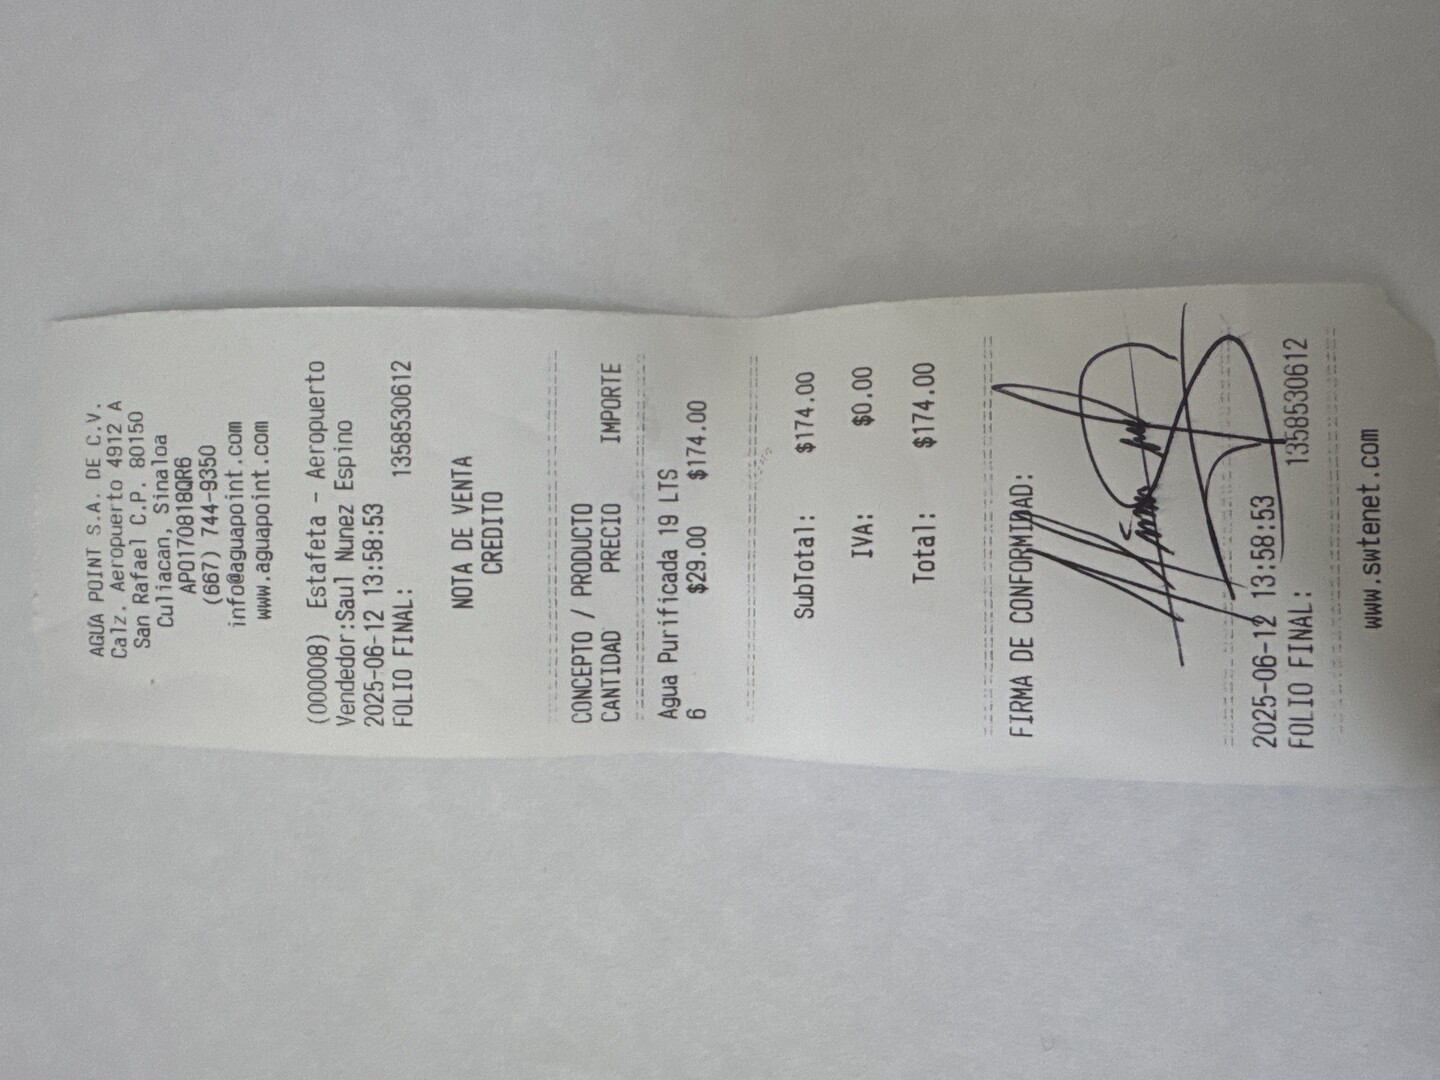 AGUA POINT S.A. DE C.V.
Calz. Aeropuerto 4912 A
San Rafael C.P. 80150
Culiacan, Sinaloa
APO170818QR6
(667) 744-9350
info@aguapoint.com
www.aguapoint.com
(000008) Estafeta - Aeropuerto
Vendedor:Saul Nunez Espino
2025-06-12 13:58:53
FOLIO FINAL: 1358530612
NOTA DE VENTA
CREDITO
CONCEPTO / PRODUCTO
CANTIDAD PRECIO IMPORTE
Agua Purificada 19 LTS
6 $29.00 $174.00
SubTotal: $174.00
IVA: $0.00
Total: $174.00
FIRMA DE CONFORMIDAD:
2025-06-12 13:58:53
FOLIO FINAL: 1358530612
www.swtenet.com